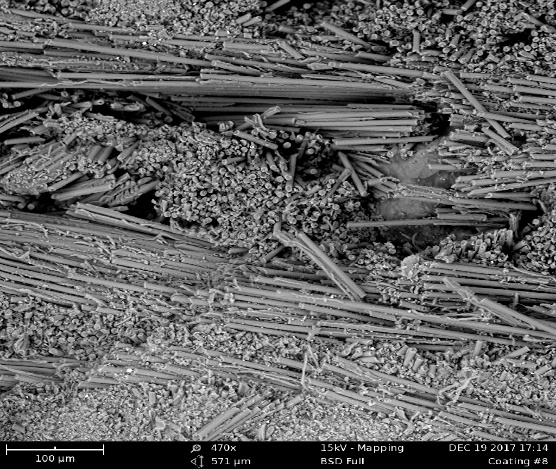 100 µm
470x
571 µm
15kV - Mapping
BSD Full
DEC 19 2017 17:14
Coating #8